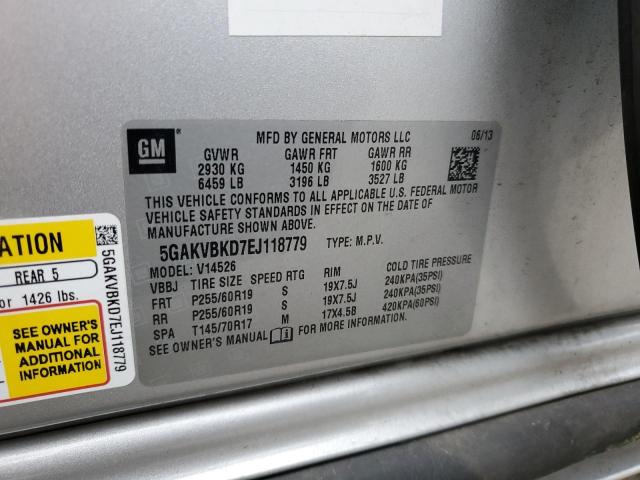 GM
MFD BY GENERAL MOTORS LLC 06/13
GVWR GAWR FRT GAWR RR
2930 KG 1450 KG 1600 KG
6459 LB 3196 LB 3527 LB
THIS VEHICLE CONFORMS TO ALL APPLICABLE U.S. FEDERAL MOTOR
VEHICLE SAFETY STANDARDS IN EFFECT ON THE DATE OF
MANUFACTURE SHOWN ABOVE.
5GAKVBKD7EJ118779 TYPE: M.P.V.
MODEL: V14526
VBBJ TIRE SIZE SPEED RTG RIM COLD TIRE PRESSURE
FRT P255/60R19 S 19X7.5J 240KPA(35PSI)
RR P255/60R19 S 19X7.5J 240KPA(35PSI)
SPA T145/70R17 M 17X4.5B 420KPA(60PSI)
SEE OWNER'S MANUAL FOR MORE INFORMATION.
REAR 5
or 1426 lbs.
SEE OWNER'S
MANUAL FOR
ADDITIONAL
INFORMATION
5GAKVBKD7EJ118779